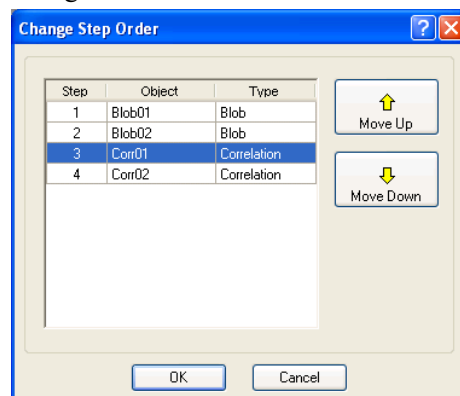 Change Step Order
Step Object Type
1 Blob01 Blob
2 Blob02 Blob
3 Corr01 Correlation
4 Corr02 Correlation
Move Up
Move Down
OK Cancel